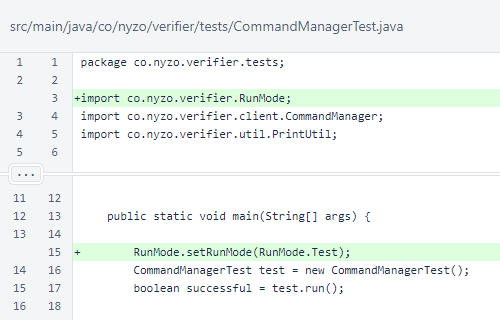 src/main/java/co/nyzo/verifier/tests/CommandManagerTest.java
1 1 package co.nyzo.verifier.tests;
2 2
3 +import co.nyzo.verifier.RunMode;
3 4 import co.nyzo.verifier.client.CommandManager;
4 5 import co.nyzo.verifier.util.PrintUtil;
5 6
...
11 12
12 13 public static void main(String[] args) {
13 14
15 + RunMode.setRunMode(RunMode.Test);
14 16 CommandManagerTest test = new CommandManagerTest();
15 17 boolean successful = test.run();
16 18